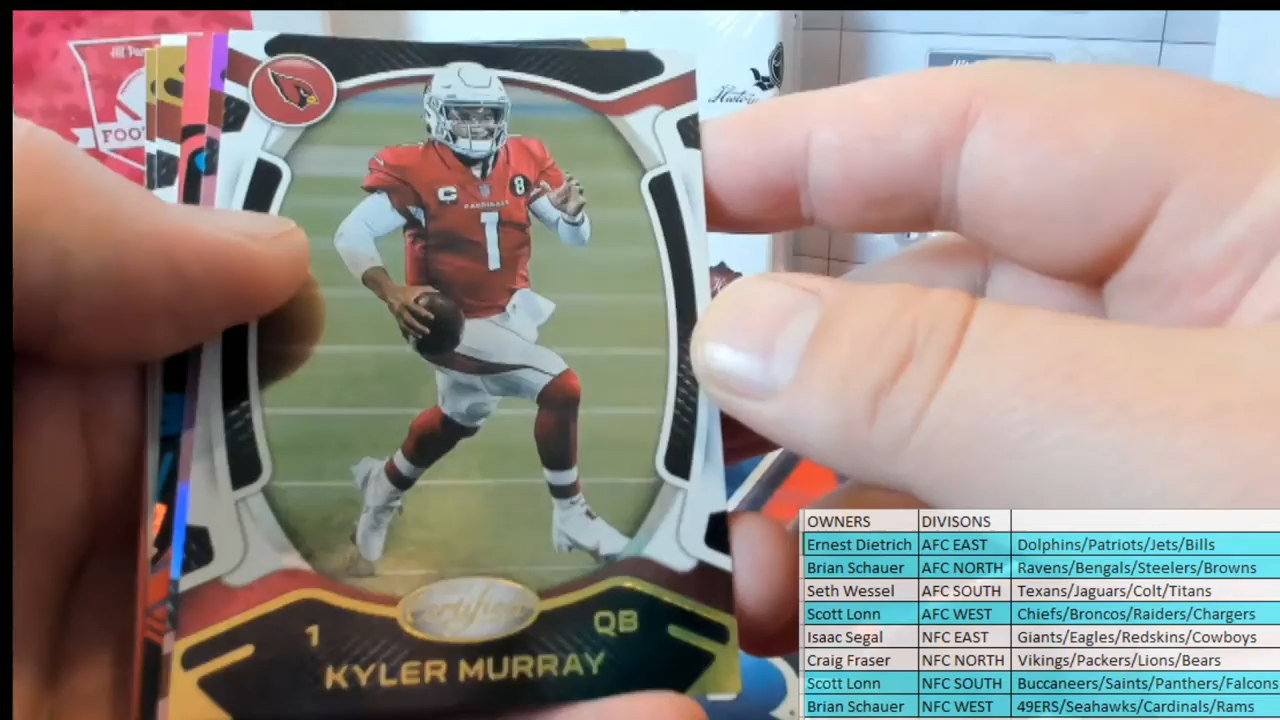 FOO
Histor
8
C
CARDINALS
1
Certified
1
QB
KYLER MURRAY
OWNERS DIVISONS
Ernest Dietrich AFC EAST Dolphins/Patriots/Jets/Bills
Brian Schauer AFC NORTH Ravens/Bengals/Steelers/Browns
Seth Wessel AFC SOUTH Texans/Jaguars/Colt/Titans
Scott Lonn AFC WEST Chiefs/Broncos/Raiders/Chargers
Isaac Segal NFC EAST Giants/Eagles/Redskins/Cowboys
Craig Fraser NFC NORTH Vikings/Packers/Lions/Bears
Scott Lonn NFC SOUTH Buccaneers/Saints/Panthers/Falcons
Brian Schauer NFC WEST 49ERS/Seahawks/Cardinals/Rams